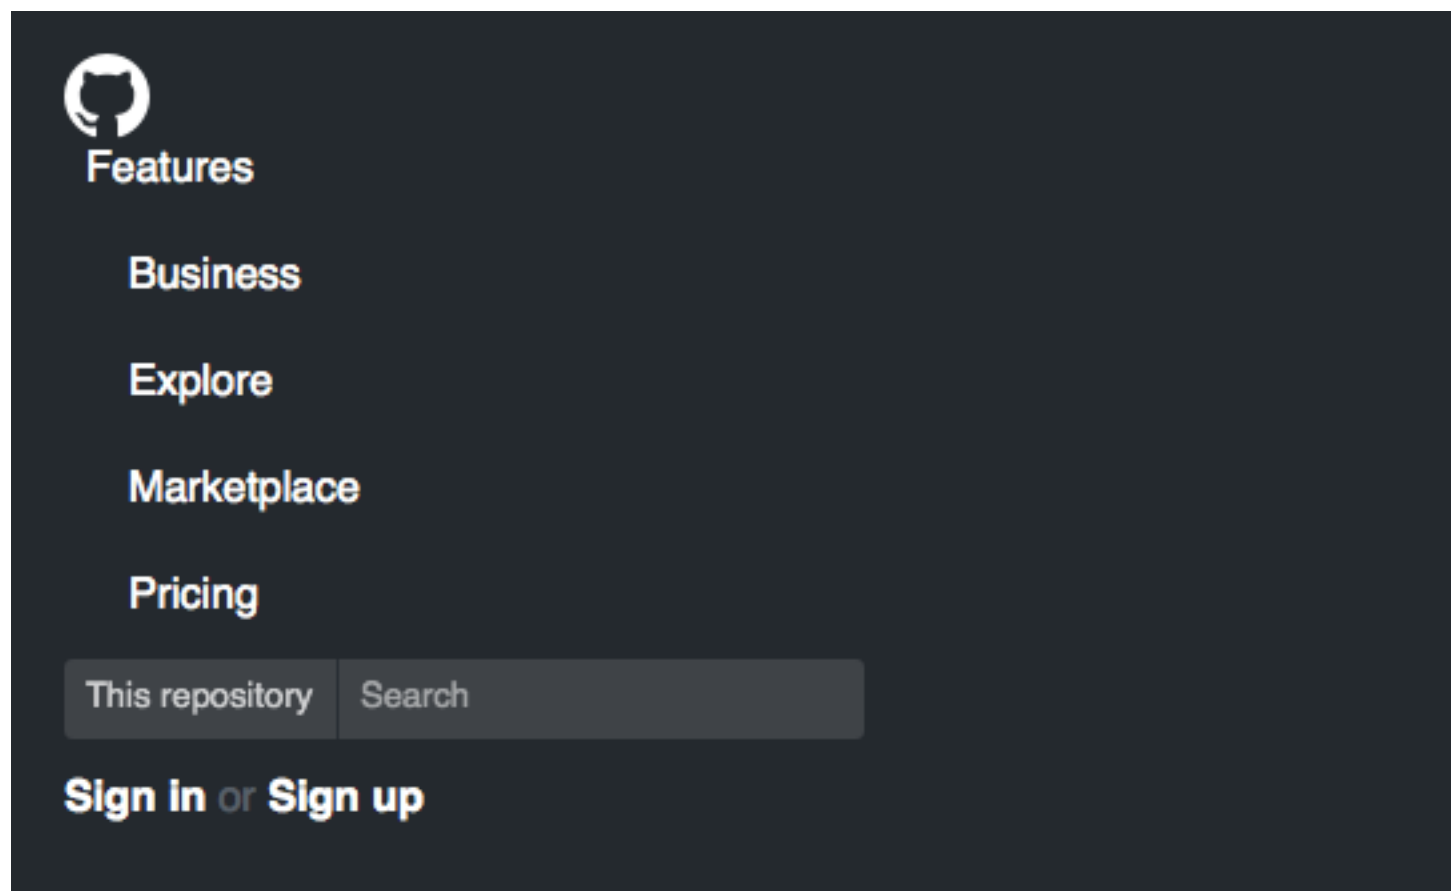 Features
Business
Explore
Marketplace
Pricing
This repository Search
Sign in or Sign up